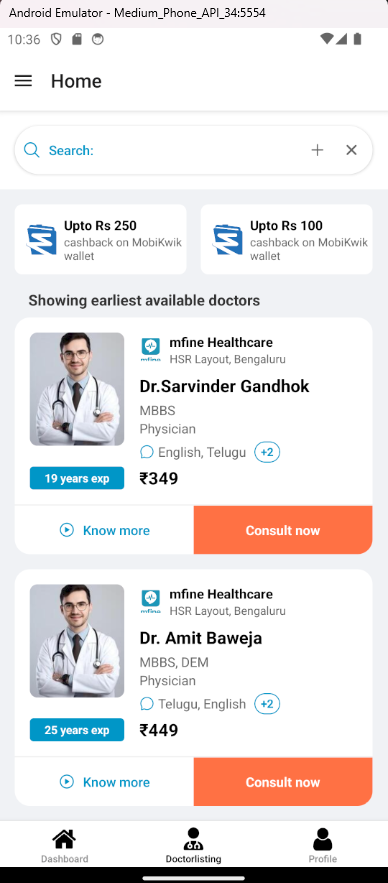 Android Emulator - Medium_Phone_API_34:5554
10:36
Home
Search:
Upto Rs 250
cashback on MobiKwik
wallet
Upto Rs 100
cashback on MobiKwik
wallet
Showing earliest available doctors
mfine Healthcare
mfine
HSR Layout, Bengaluru
Dr.Sarvinder Gandhok
MBBS
Physician
English, Telugu +2
19 years exp
₹349
Know more
Consult now
mfine Healthcare
mfine
HSR Layout, Bengaluru
Dr. Amit Baweja
MBBS, DEM
Physician
Telugu, English +2
25 years exp
₹449
Know more
Consult now
Dashboard
Doctorlisting
Profile